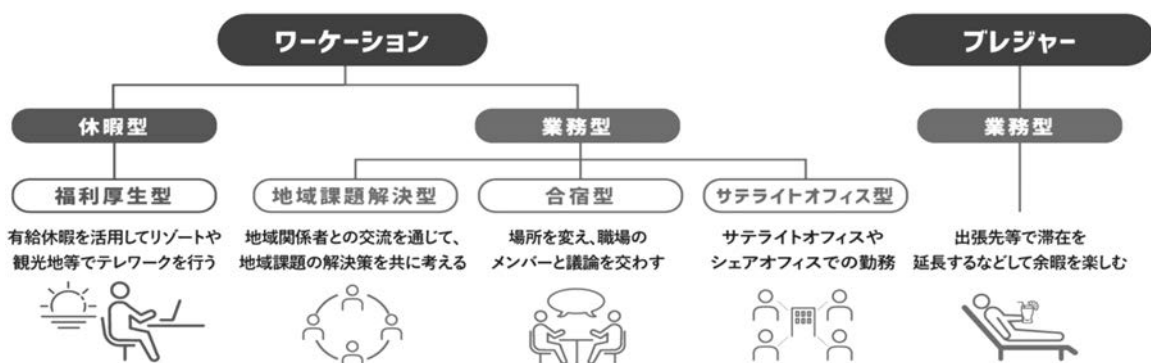 ワーケーション
ブレジャー
休暇型
業務型
業務型
福利厚生型
地域課題解決型
合宿型
サテライトオフィス型
有給休暇を活用してリゾートや
観光地等でテレワークを行う
地域関係者との交流を通じて、
地域課題の解決策を共に考える
場所を変え、職場の
メンバーと議論を交わす
サテライトオフィスや
シェアオフィスでの勤務
出張先等で滞在を
延長するなどして余暇を楽しむ